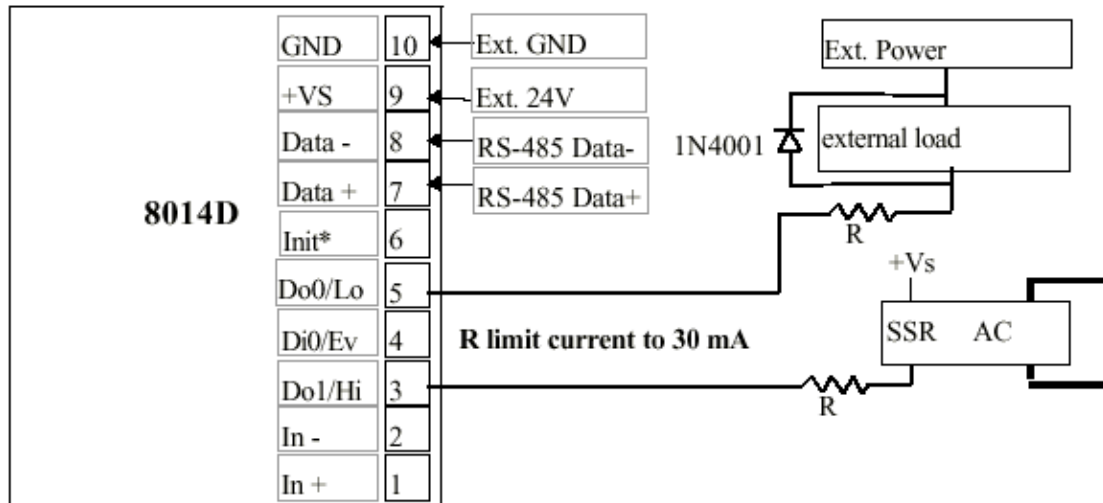 8014D
GND 10 Ext. GND
+VS 9 Ext. 24V
Data - 8 RS-485 Data-
Data + 7 RS-485 Data+
Init* 6
Do0/Lo 5
Di0/Ev 4
Do1/Hi 3
In - 2
In + 1
Ext. Power
1N4001
external load
R
+Vs
SSR AC
R limit current to 30 mA
R